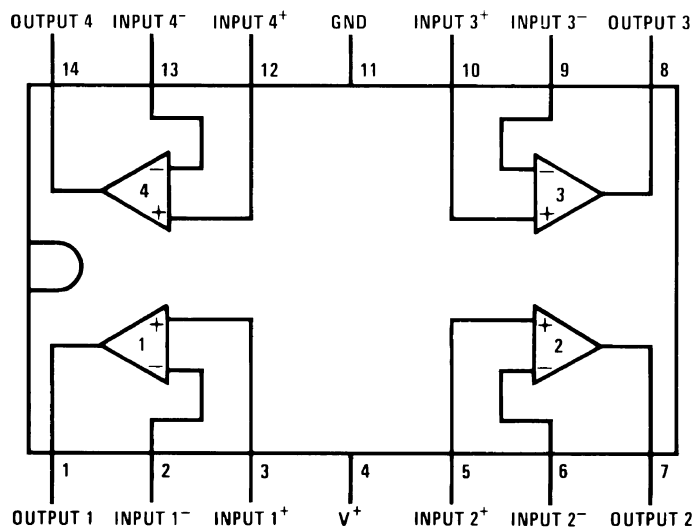 OUTPUT 4 INPUT 4⁻ INPUT 4⁺ GND INPUT 3⁺ INPUT 3⁻ OUTPUT 3
14 13 12 11 10 9 8
− −
4 3
+ +
+ +
1 2
− −
1 2 3 4 5 6 7
OUTPUT 1 INPUT 1⁻ INPUT 1⁺ V⁺ INPUT 2⁺ INPUT 2⁻ OUTPUT 2